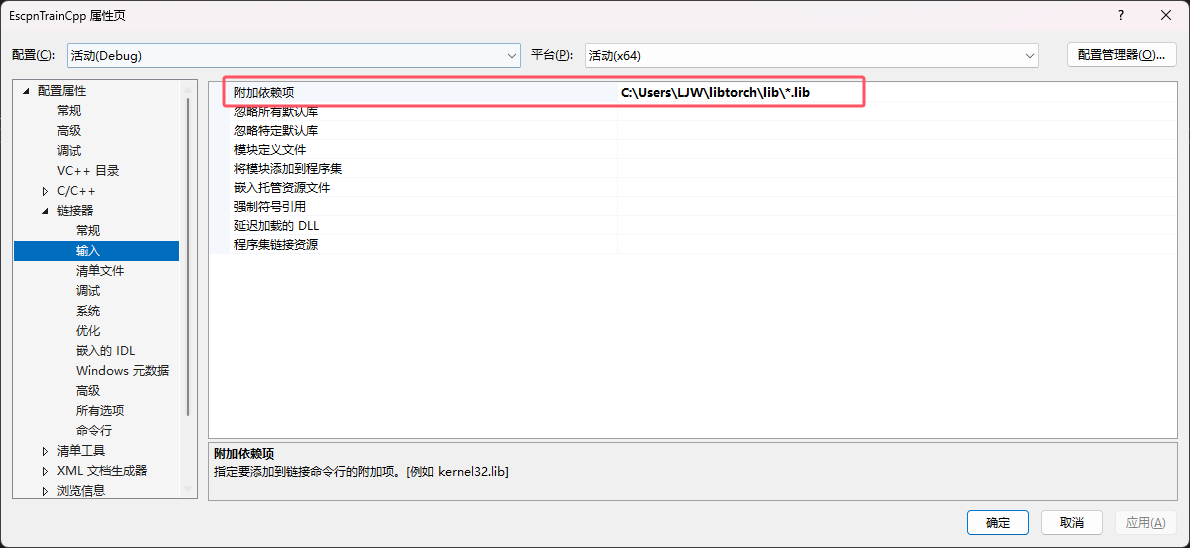 EscpnTrainCpp 属性页
?
配置(C):
活动(Debug)
平台(P):
活动(x64)
配置管理器(O)...
配置属性
常规
高级
调试
VC++ 目录
C/C++
链接器
常规
输入
清单文件
调试
系统
优化
嵌入的 IDL
Windows 元数据
高级
所有选项
命令行
清单工具
XML 文档生成器
浏览信息
附加依赖项 C:\Users\LJW\libtorch\lib\*.lib
忽略所有默认库
忽略特定默认库
模块定义文件
将模块添加到程序集
嵌入托管资源文件
强制符号引用
延迟加载的 DLL
程序集链接资源
附加依赖项
指定要添加到链接命令行的附加项。[例如 kernel32.lib]
确定
取消
应用(A)